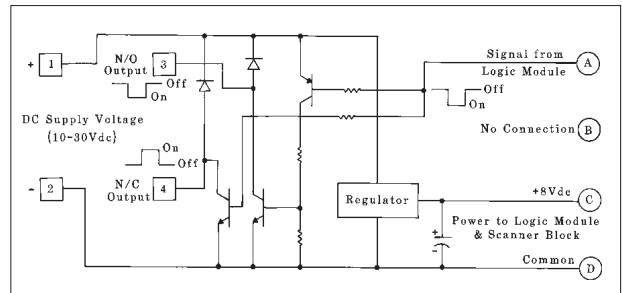 + 1
N/O
Output 3
Off
On
DC Supply Voltage
(10-30Vdc)
On
Off
- 2
N/C
Output 4
Signal from
Logic Module
A
Off
On
No Connection B
Regulator
+8Vdc
C
Power to Logic Module
& Scanner Block
+
-
Common
D